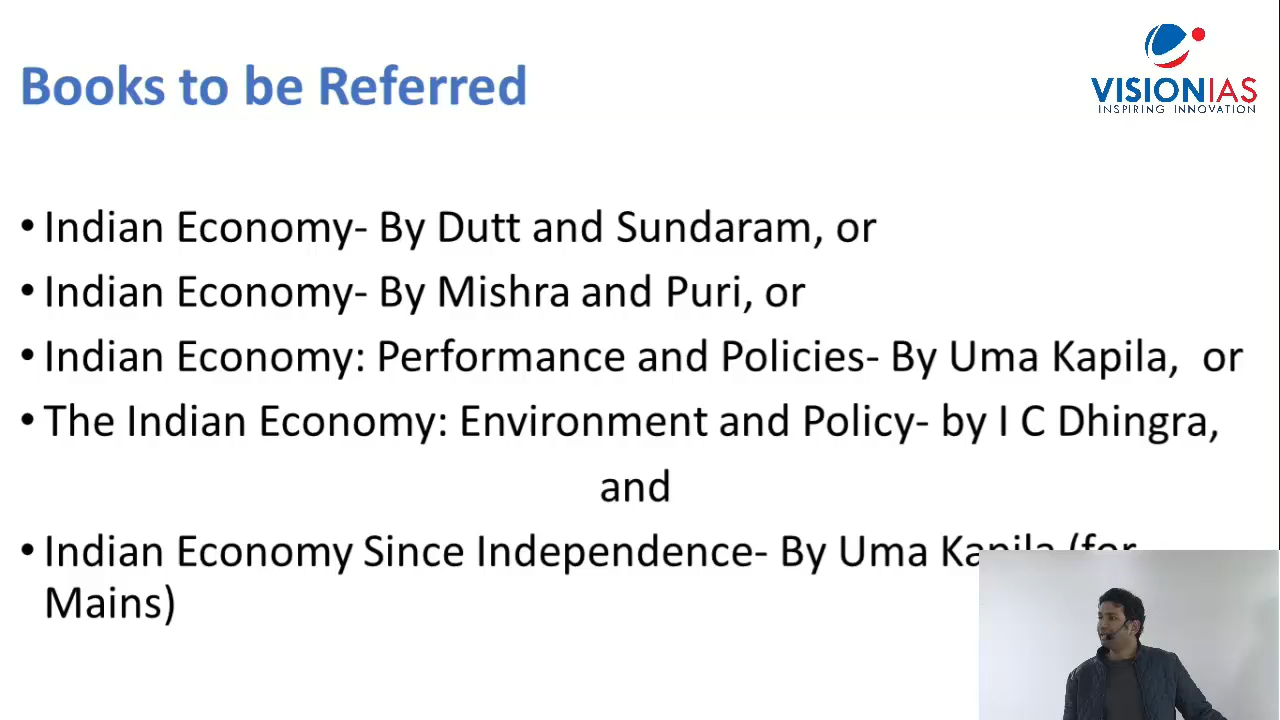 Books to be Referred
VISIONIAS
INSPIRING INNOVATION
• Indian Economy- By Dutt and Sundaram, or
• Indian Economy- By Mishra and Puri, or
• Indian Economy: Performance and Policies- By Uma Kapila, or
• The Indian Economy: Environment and Policy- by I C Dhingra,
and
• Indian Economy Since Independence- By Uma Kapila (for
Mains)